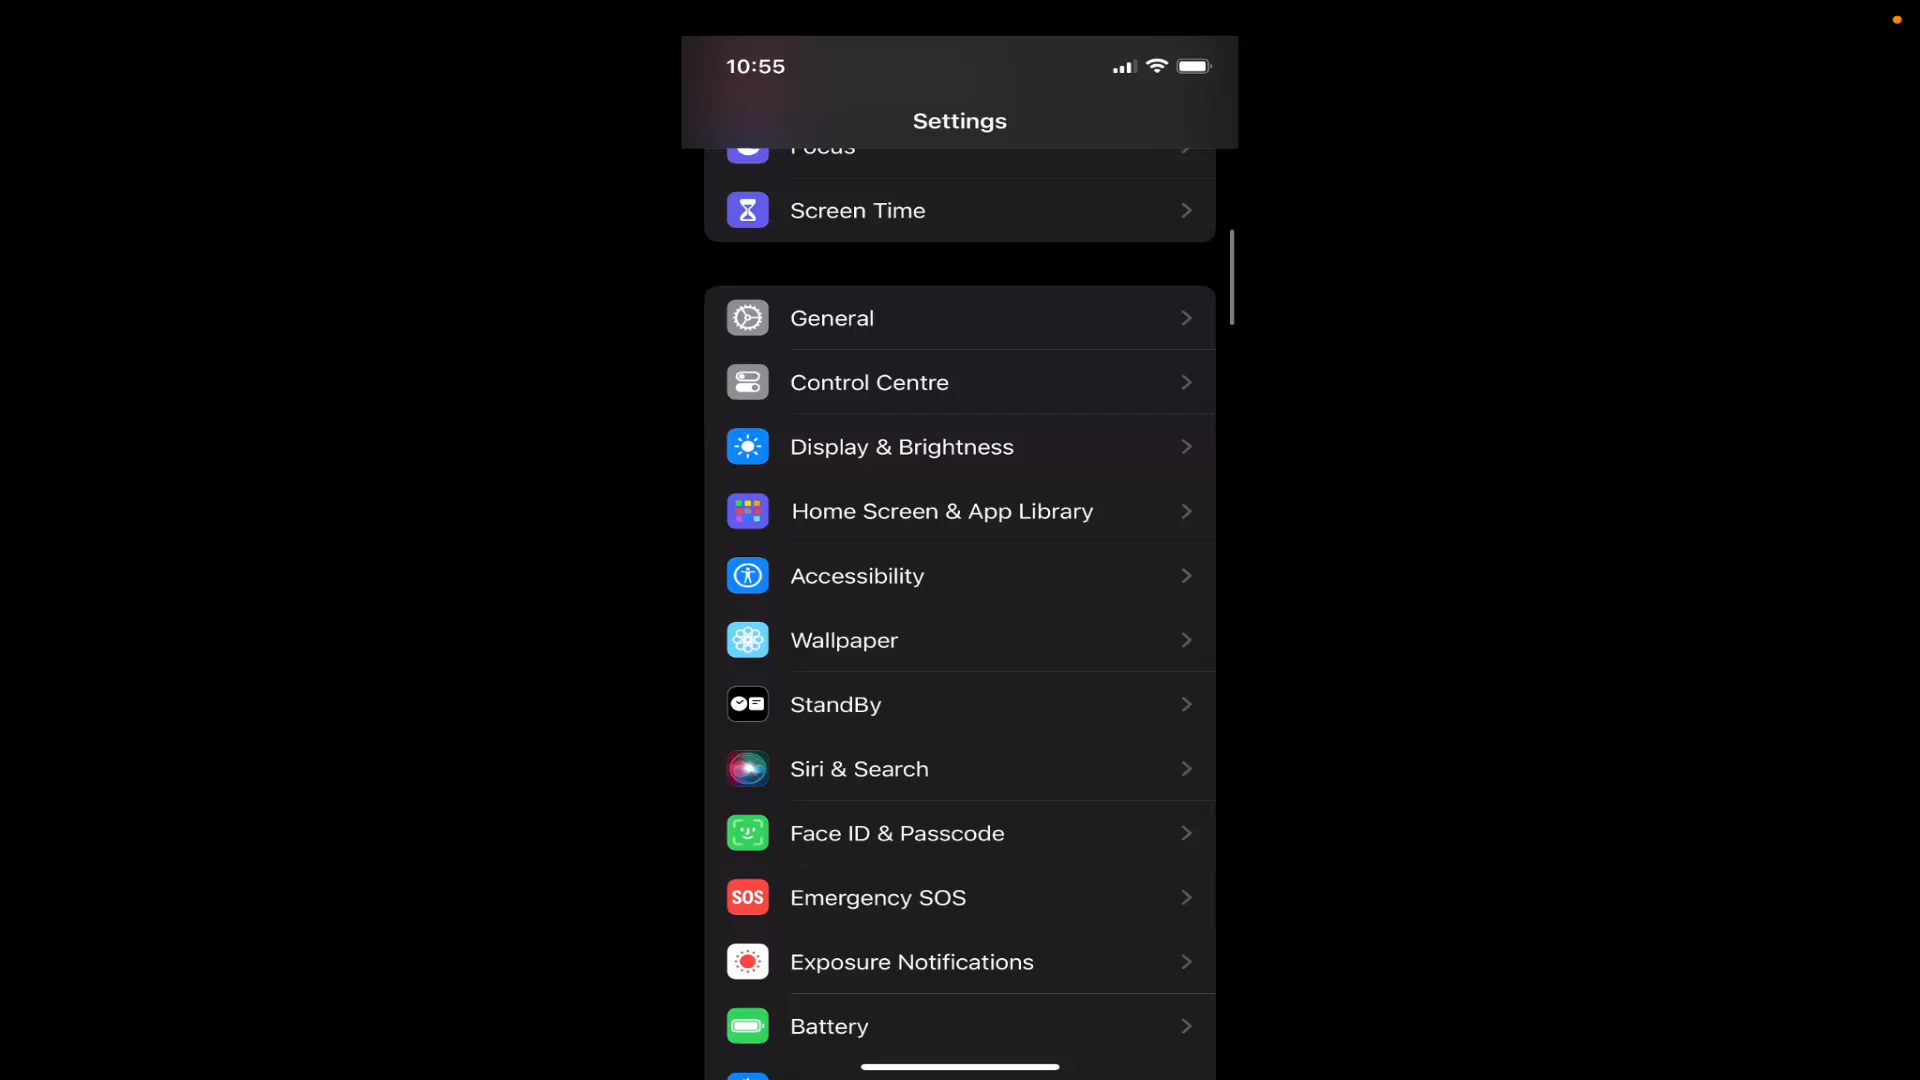 10:55
Settings
Focus
Screen Time
General
Control Centre
Display & Brightness
Home Screen & App Library
Accessibility
Wallpaper
StandBy
Siri & Search
Face ID & Passcode
SOS
Emergency SOS
Exposure Notifications
Battery